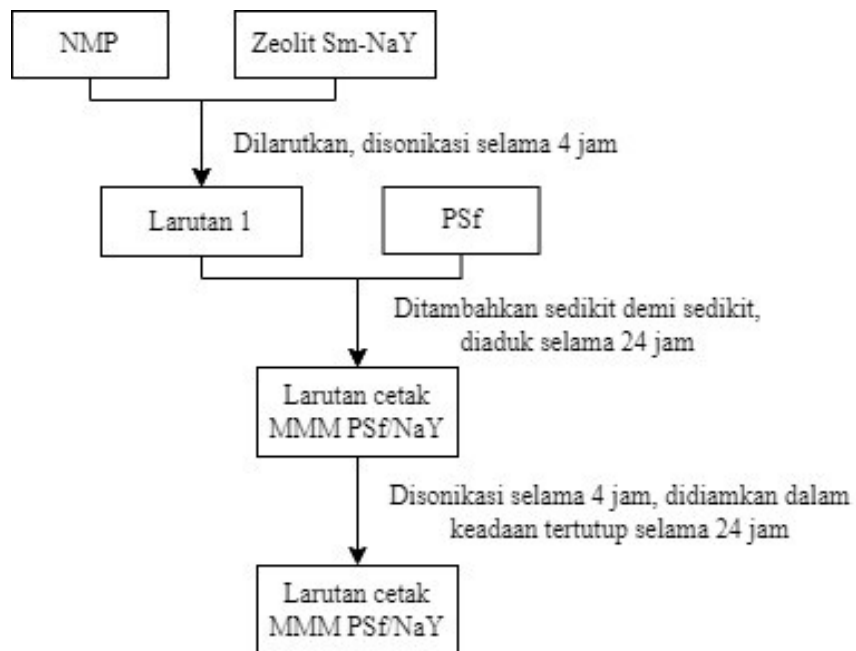 NMP
Zeolit Sm-NaY
Dilarutkan, disonikasi selama 4 jam
Larutan 1
PSf
Ditambahkan sedikit demi sedikit,
diaduk selama 24 jam
Larutan cetak
MMM PSf/NaY
Disonikasi selama 4 jam, didiamkan dalam
keadaan tertutup selama 24 jam
Larutan cetak
MMM PSf/NaY